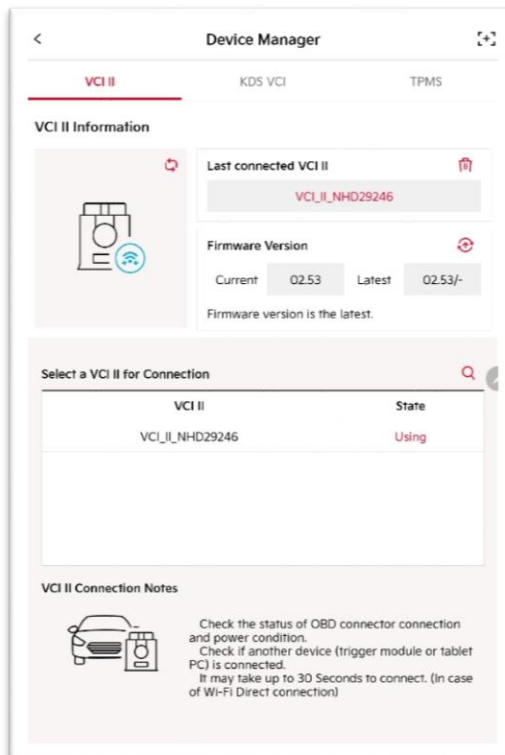 Device Manager
VCI II KDS VCI TPMS
VCI II Information
Last connected VCI II
VCI_II_NHD29246
Firmware Version
Current 02.53 Latest 02.53/-
Firmware version is the latest.
Select a VCI II for Connection
VCI II State
VCI_II_NHD29246 Using
VCI II Connection Notes
Check the status of OBD connector connection
and power condition.
Check if another device (trigger module or tablet
PC) is connected.
It may take up to 30 Seconds to connect. (In case
of Wi-Fi Direct connection)